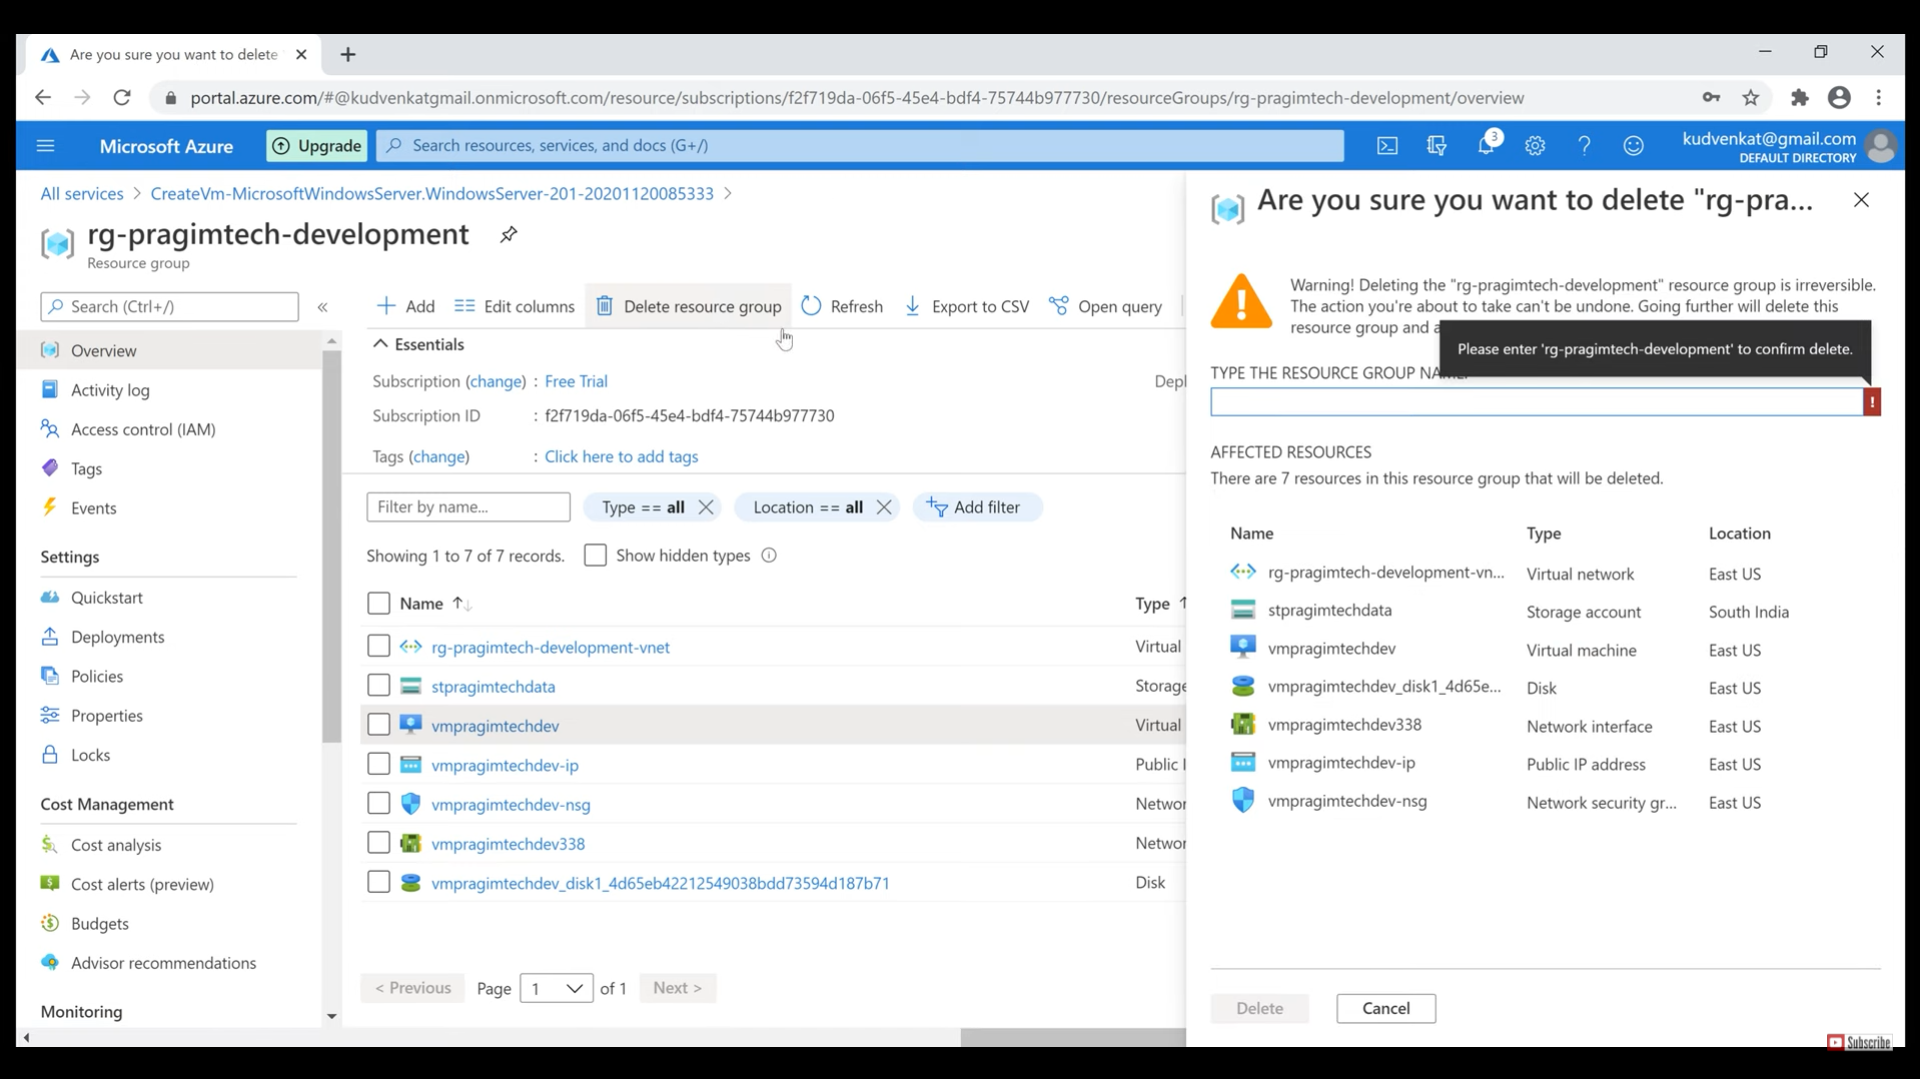 Are you sure you want to delete
portal.azure.com/#@kudvenkatgmail.onmicrosoft.com/resource/subscriptions/f2f719da-06f5-45e4-bdf4-75744b977730/resourceGroups/rg-pragimtech-development/overview
Microsoft Azure
Upgrade
Search resources, services, and docs (G+/)
3
kudvenkat@gmail.com
DEFAULT DIRECTORY
All services > CreateVm-MicrosoftWindowsServer.WindowsServer-201-20201120085333 >
rg-pragimtech-development
Resource group
Search (Ctrl+/)
«
Overview
Activity log
Access control (IAM)
Tags
Events
Settings
Quickstart
Deployments
Policies
Properties
Locks
Cost Management
Cost analysis
Cost alerts (preview)
Budgets
Advisor recommendations
Monitoring
Add
Edit columns
Delete resource group
Refresh
Export to CSV
Open query
Essentials
Subscription (change) : Free Trial
Depl
Subscription ID : f2f719da-06f5-45e4-bdf4-75744b977730
Tags (change) : Click here to add tags
Filter by name...
Type == all
Location == all
Add filter
Showing 1 to 7 of 7 records.
Show hidden types
Name
Type
rg-pragimtech-development-vnet
Virtual
stpragimtechdata
Storage
vmpragimtechdev
Virtual
vmpragimtechdev-ip
Public I
vmpragimtechdev-nsg
Networ
vmpragimtechdev338
Networ
vmpragimtechdev_disk1_4d65eb42212549038bdd73594d187b71
Disk
< Previous
Page 1 of 1
Next >
Are you sure you want to delete "rg-pra...
Warning! Deleting the "rg-pragimtech-development" resource group is irreversible.
The action you're about to take can't be undone. Going further will delete this
resource group and a
Please enter 'rg-pragimtech-development' to confirm delete.
TYPE THE RESOURCE GROUP NAME:
!
AFFECTED RESOURCES
There are 7 resources in this resource group that will be deleted.
Name Type Location
rg-pragimtech-development-vn... Virtual network East US
stpragimtechdata Storage account South India
vmpragimtechdev Virtual machine East US
vmpragimtechdev_disk1_4d65e... Disk East US
vmpragimtechdev338 Network interface East US
vmpragimtechdev-ip Public IP address East US
vmpragimtechdev-nsg Network security gr... East US
Delete
Cancel
Subscribe